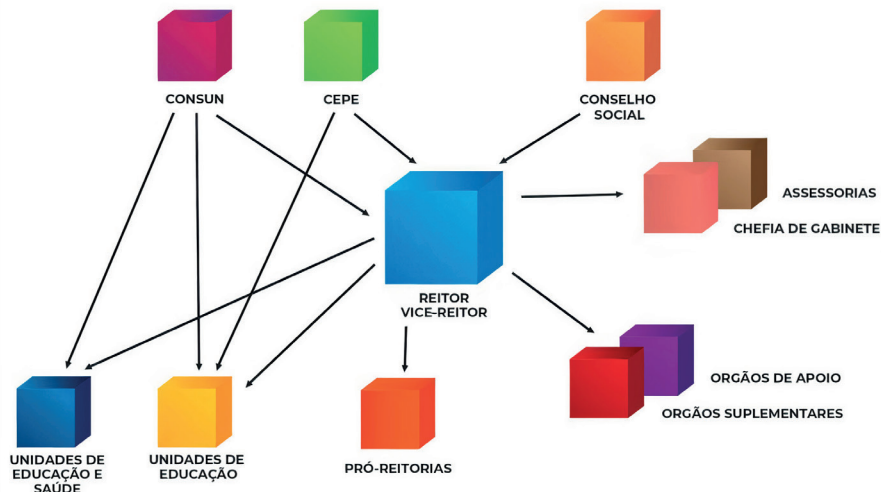 CONSUN
CEPE
CONSELHO
SOCIAL
ASSESSORIAS
CHEFIA DE GABINETE
REITOR
VICE-REITOR
ORGÃOS DE APOIO
ORGÃOS SUPLEMENTARES
UNIDADES DE
EDUCAÇÃO E
SAÚDE
UNIDADES DE
EDUCAÇÃO
PRÓ-REITORIAS